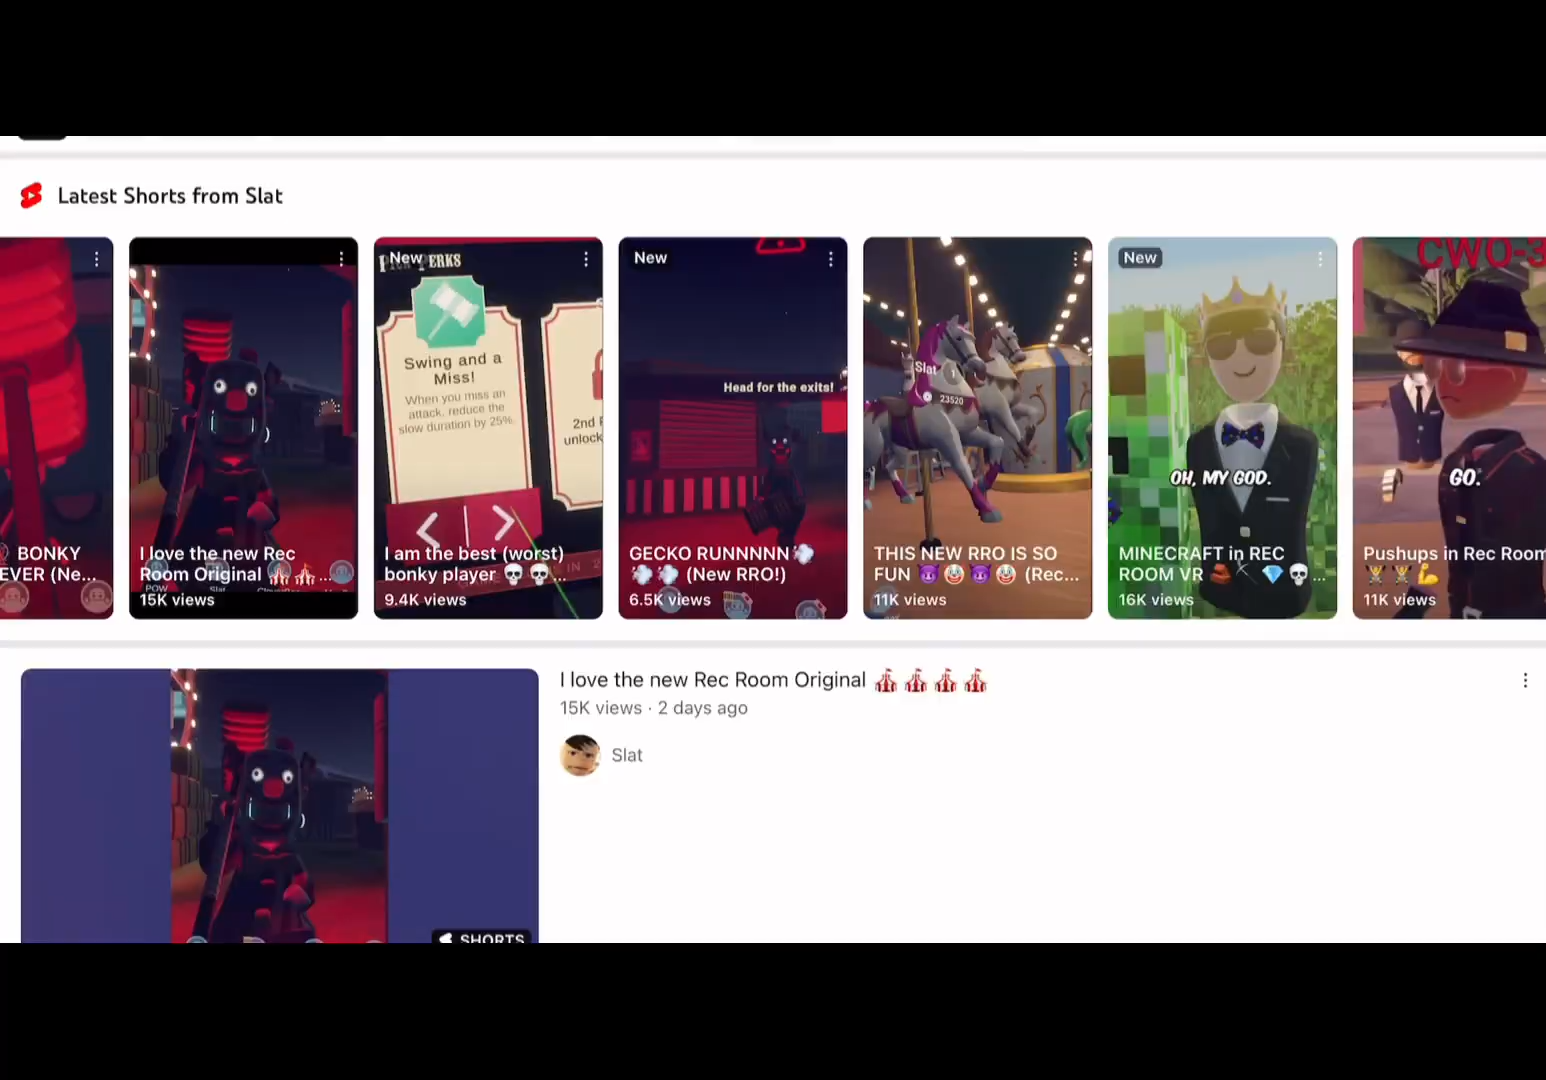 Latest Shorts from Slat
BONKY
EVER (Ne...
I love the new Rec
Room Original 🎪🎪...
15K views
New
PERKS
Swing and a
Miss!
When you miss an
attack, reduce the
slow duration by 25%.
2nd
unlock
I am the best (worst)
bonky player 💀💀...
9.4K views
New
Head for the exits!
GECKO RUNNNNN💨
💨💨 (New RRO!)
6.5K views
Slat
23520
THIS NEW RRO IS SO
FUN 😈🤡😈🤡 (Rec...
11K views
New
OH, MY GOD.
MINECRAFT in REC
ROOM VR ⛏️💎💀...
16K views
CWO-3
GO.
Pushups in Rec Room
🏋️🏋️💪
11K views
I love the new Rec Room Original 🎪🎪🎪🎪
15K views · 2 days ago
Slat
SHORTS